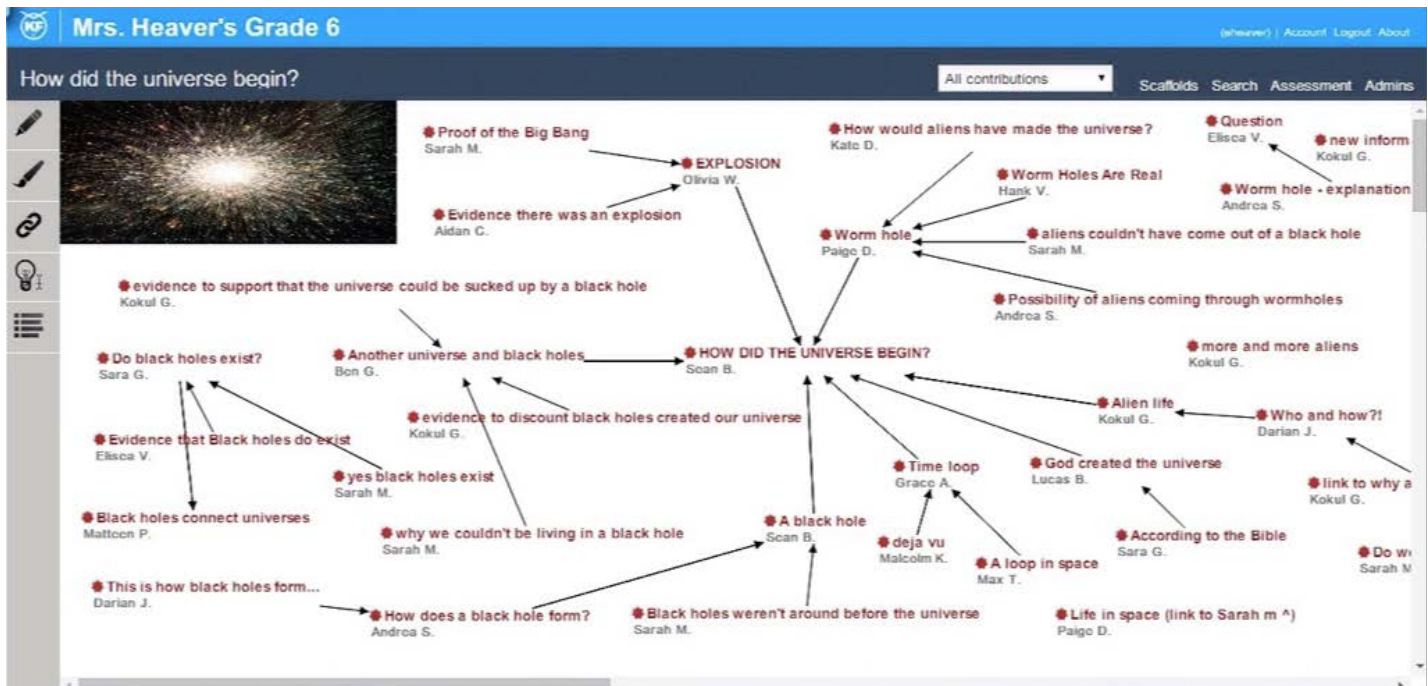 KF
Mrs. Heaver's Grade 6
(eheaver) | Account Logout About
How did the universe begin?
All contributions
Scaffolds Search Assessment Admins
Proof of the Big Bang
Sarah M.
EXPLOSION
Olivia W.
Evidence there was an explosion
Aidan C.
How would aliens have made the universe?
Kate D.
Question
Elisea V.
new inform
Kokul G.
Worm Holes Are Real
Hank V.
Worm hole - explanation
Andrea S.
Worm hole
Paige D.
aliens couldn't have come out of a black hole
Sarah M.
Possibility of aliens coming through wormholes
Andrea S.
evidence to support that the universe could be sucked up by a black hole
Kokul G.
Do black holes exist?
Sara G.
Another universe and black holes
Ben G.
HOW DID THE UNIVERSE BEGIN?
Sean B.
more and more aliens
Kokul G.
evidence to discount black holes created our universe
Kokul G.
Alien life
Kokul G.
Who and how?!
Darian J.
Evidence that Black holes do exist
Elisea V.
yes black holes exist
Sarah M.
Time loop
Grace A.
God created the universe
Lucas B.
link to why a
Kokul G.
Black holes connect universes
Matteen P.
why we couldn't be living in a black hole
Sarah M.
A black hole
Sean B.
deja vu
Malcolm K.
A loop in space
Max T.
According to the Bible
Sara G.
Do w
Sarah M
This is how black holes form...
Darian J.
How does a black hole form?
Andrea S.
Black holes weren't around before the universe
Sarah M.
Life in space (link to Sarah m ^)
Paige D.